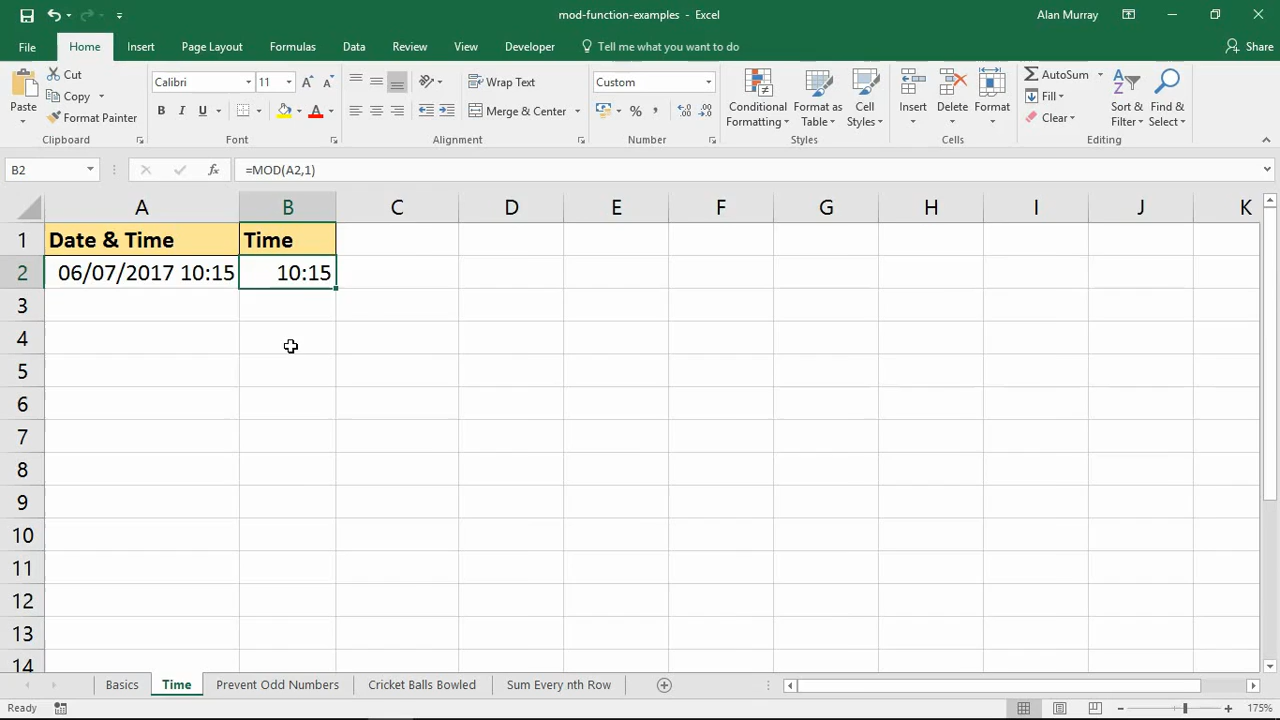 mod-function-examples - Excel
Alan Murray
File Home Insert Page Layout Formulas Data Review View Developer Tell me what you want to do Share
Paste
Cut
Copy
Format Painter
Clipboard
Calibri 11
B I U
Font
Wrap Text
Merge & Center
Alignment
Custom
% ,
Number
Conditional Formatting
Format as Table
Cell Styles
Styles
Insert
Delete
Format
Cells
AutoSum
Fill
Clear
Sort & Filter
Find & Select
Editing
B2 fx =MOD(A2,1)
A B C D E F G H I J K
1 Date & Time Time
2 06/07/2017 10:15 10:15
3
4
5
6
7
8
9
10
11
12
13
14
Basics Time Prevent Odd Numbers Cricket Balls Bowled Sum Every nth Row
Ready 175%